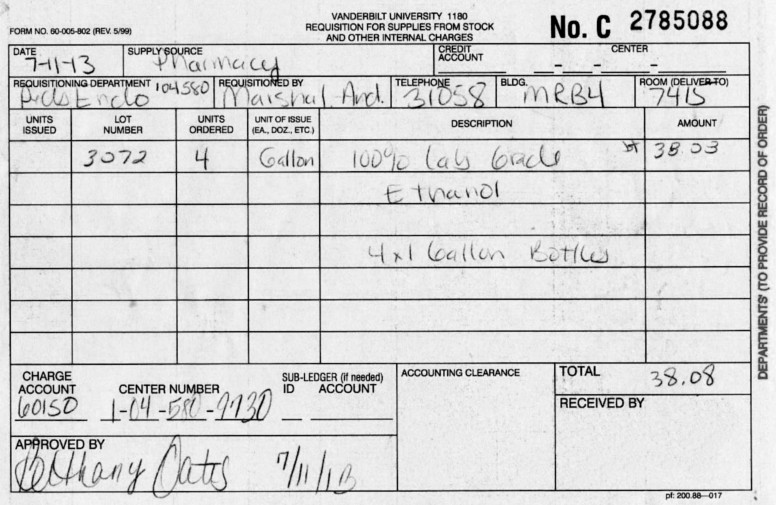 FORM NO. 60-005-802 (REV. 5/99)
VANDERBILT UNIVERSITY 1180
REQUISITION FOR SUPPLIES FROM STOCK
AND OTHER INTERNAL CHARGES
No. C 2785088
DATE 7-11-13
SUPPLY SOURCE Pharmacy
CREDIT ACCOUNT
CENTER
REQUISITIONING DEPARTMENT Peds Endo 104580
REQUISITIONED BY Marshal And.
TELEPHONE 31058
BLDG. MRB4
ROOM (DELIVER TO) 7415
UNITS ISSUED
LOT NUMBER
UNITS ORDERED
UNIT OF ISSUE (EA., DOZ., ETC.)
DESCRIPTION
AMOUNT
3072 4 Gallon 100% Lab Grade 38.03
Ethanol
4x1 Gallon Bottles
CHARGE ACCOUNT 60150
CENTER NUMBER 1-04-580-9730
SUB-LEDGER (if needed)
ID ACCOUNT
ACCOUNTING CLEARANCE
TOTAL 38.08
RECEIVED BY
APPROVED BY
Bethany Oates 7/11/13
pf: 200.88—017
DEPARTMENTS' (TO PROVIDE RECORD OF ORDER)